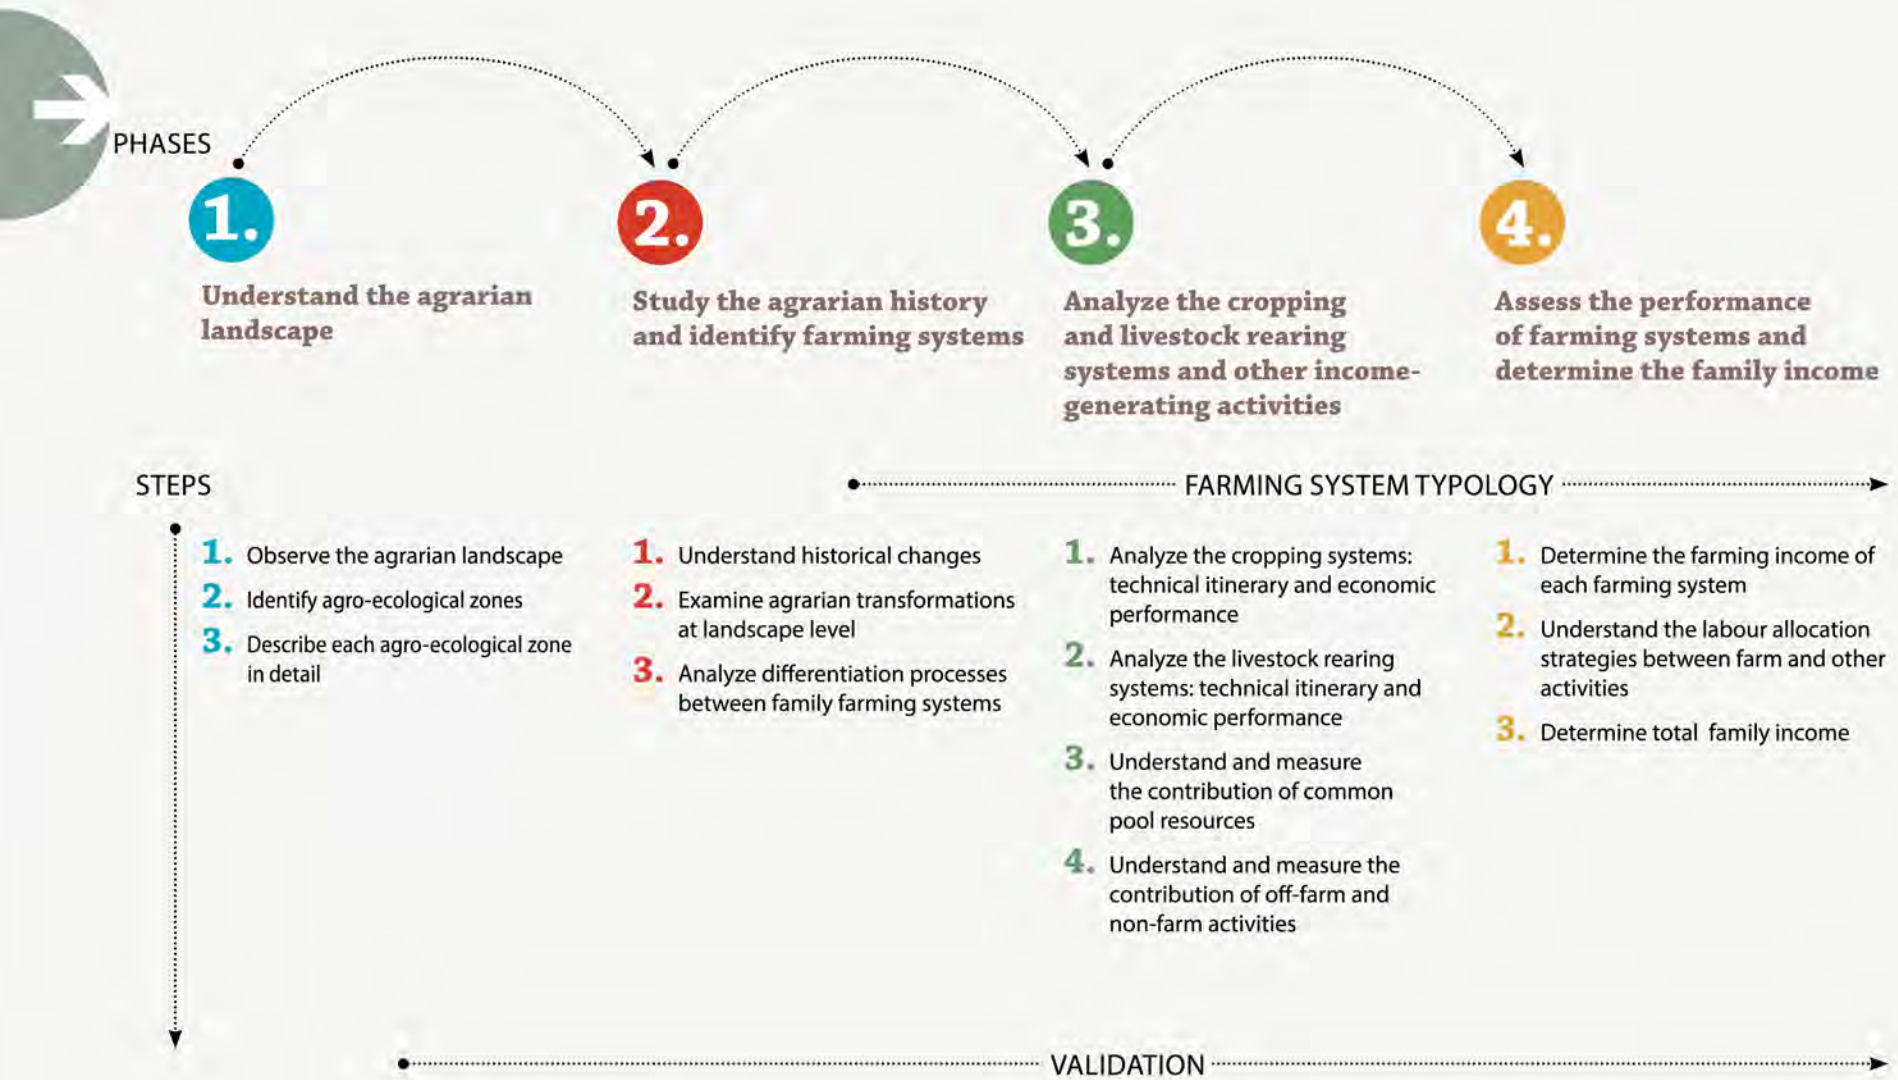 PHASES
1.
Understand the agrarian
landscape
2.
Study the agrarian history
and identify farming systems
3.
Analyze the cropping
and livestock rearing
systems and other income-
generating activities
4.
Assess the performance
of farming systems and
determine the family income
STEPS
FARMING SYSTEM TYPOLOGY
1. Observe the agrarian landscape
2. Identify agro-ecological zones
3. Describe each agro-ecological zone
in detail
1. Understand historical changes
2. Examine agrarian transformations
at landscape level
3. Analyze differentiation processes
between family farming systems
1. Analyze the cropping systems:
technical itinerary and economic
performance
2. Analyze the livestock rearing
systems: technical itinerary and
economic performance
3. Understand and measure
the contribution of common
pool resources
4. Understand and measure the
contribution of off-farm and
non-farm activities
1. Determine the farming income of
each farming system
2. Understand the labour allocation
strategies between farm and other
activities
3. Determine total family income
VALIDATION